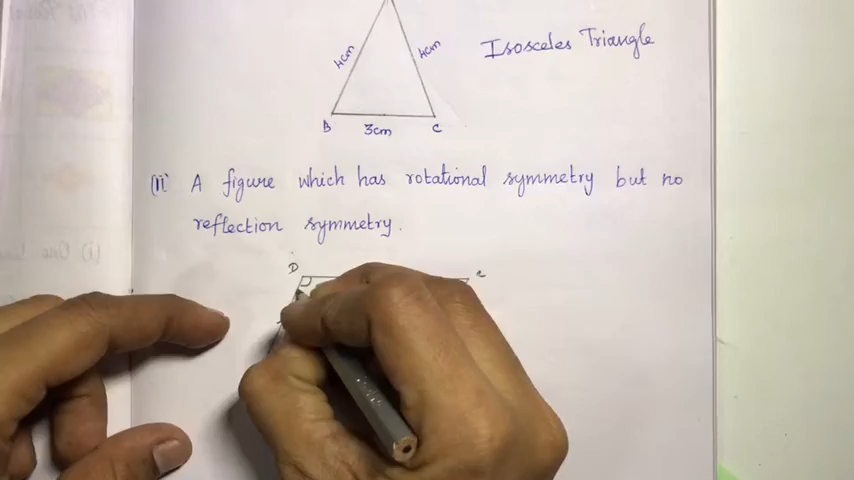 4cm
4cm
Isosceles Triangle
B
C
3cm
(ii) A figure which has rotational symmetry but no
reflection symmetry.
D
C